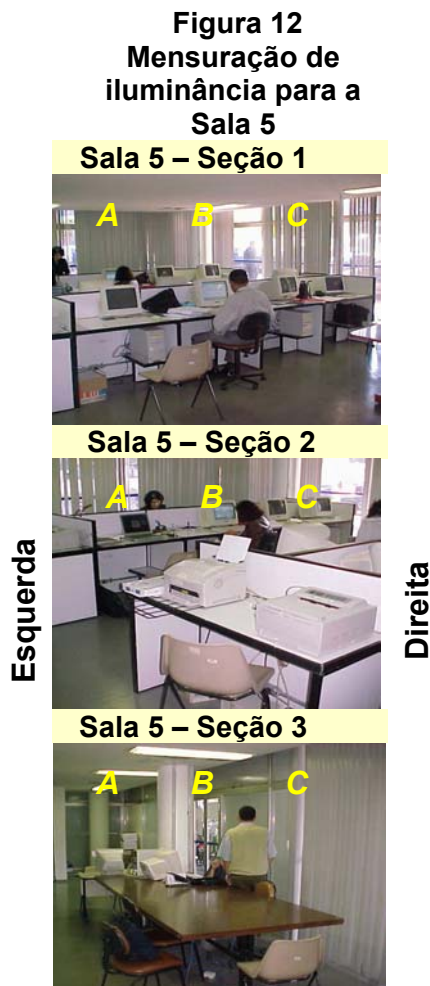 Figura 12
Mensuração de
iluminância para a
Sala 5
Sala 5 – Seção 1
A B C
Sala 5 – Seção 2
A B C
Esquerda
Direita
Sala 5 – Seção 3
A B C